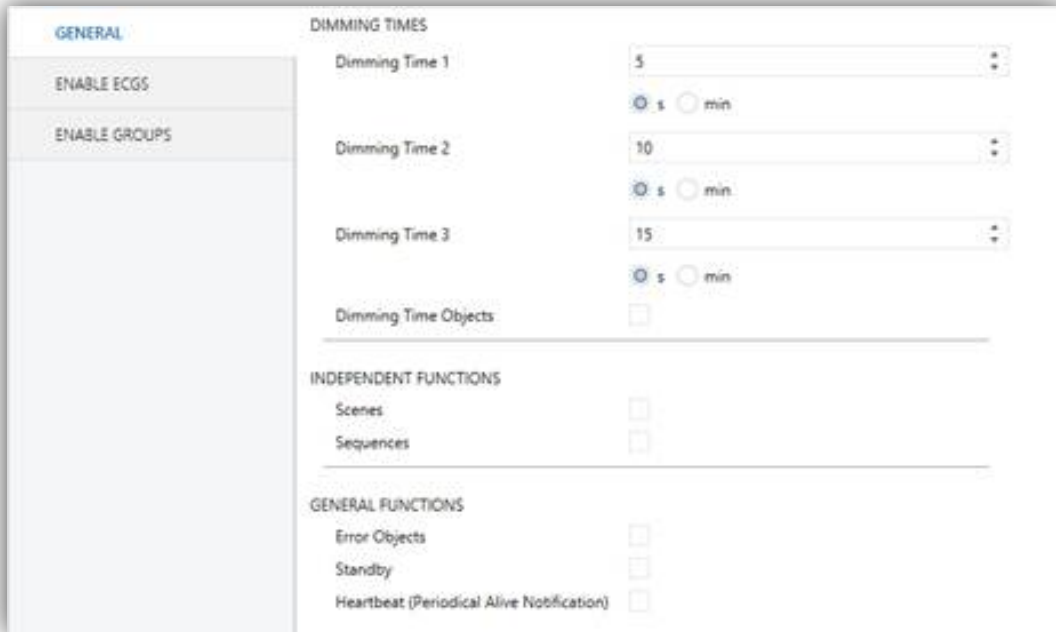 GENERAL
ENABLE ECGS
ENABLE GROUPS
DIMMING TIMES
Dimming Time 1
5
s min
Dimming Time 2
10
s min
Dimming Time 3
15
s min
Dimming Time Objects
INDEPENDENT FUNCTIONS
Scenes
Sequences
GENERAL FUNCTIONS
Error Objects
Standby
Heartbeat (Periodical Alive Notification)